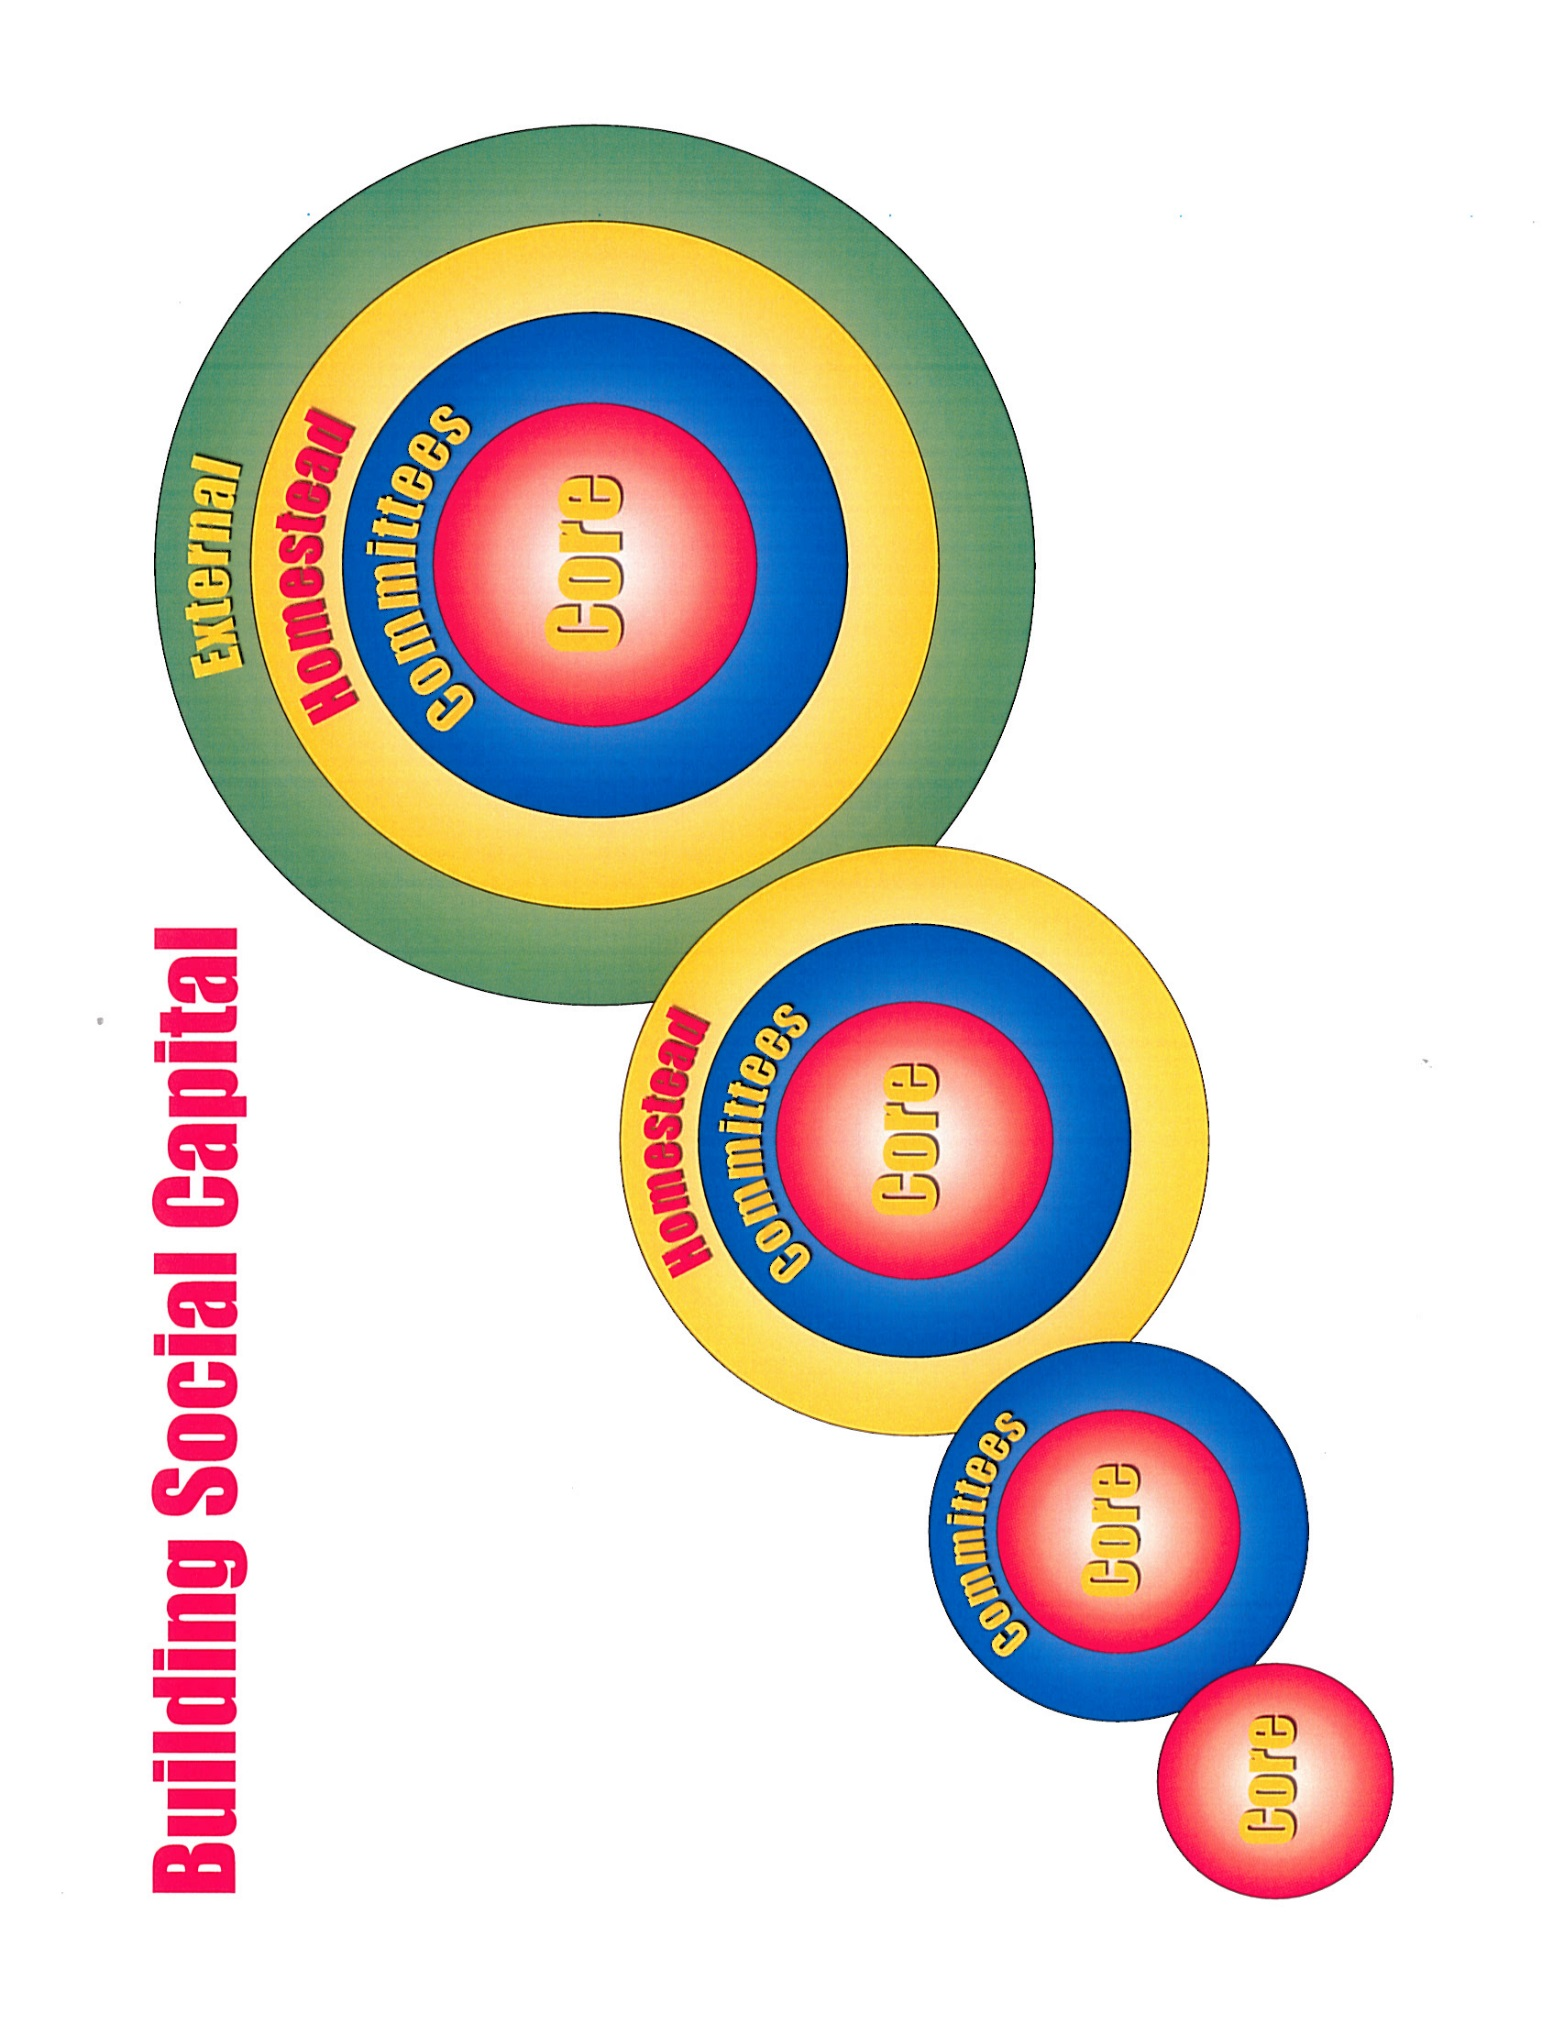 Building Social Capital
Core
Committees
Core
Homestead
Committees
Core
External
Homestead
Committees
Core